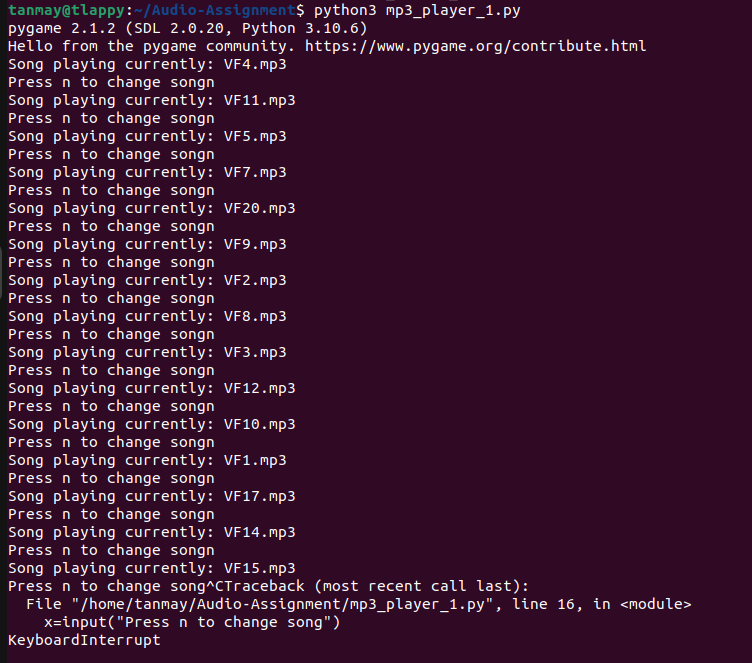 tanmay@tlappy:~/Audio-Assignment$ python3 mp3_player_1.py
pygame 2.1.2 (SDL 2.0.20, Python 3.10.6)
Hello from the pygame community. https://www.pygame.org/contribute.html
Song playing currently: VF4.mp3
Press n to change songn
Song playing currently: VF11.mp3
Press n to change songn
Song playing currently: VF5.mp3
Press n to change songn
Song playing currently: VF7.mp3
Press n to change songn
Song playing currently: VF20.mp3
Press n to change songn
Song playing currently: VF9.mp3
Press n to change songn
Song playing currently: VF2.mp3
Press n to change songn
Song playing currently: VF8.mp3
Press n to change songn
Song playing currently: VF3.mp3
Press n to change songn
Song playing currently: VF12.mp3
Press n to change songn
Song playing currently: VF10.mp3
Press n to change songn
Song playing currently: VF1.mp3
Press n to change songn
Song playing currently: VF17.mp3
Press n to change songn
Song playing currently: VF14.mp3
Press n to change songn
Song playing currently: VF15.mp3
Press n to change song^CTraceback (most recent call last):
  File "/home/tanmay/Audio-Assignment/mp3_player_1.py", line 16, in <module>
    x=input("Press n to change song")
KeyboardInterrupt